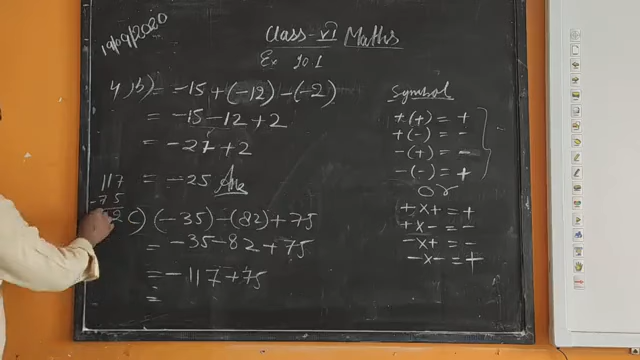 19/09/2020
Class-VI Maths
Ex 10.1
4. b) = -15 + (-12) - (-2)
= -15 - 12 + 2
= -27 + 2
= -25 Ans
c) (-35) - (82) + 75
= -35 - 82 + 75
= -117 + 75
=
117
-75
2
Symbol
+(+) = +
+(-) = -
-(+) = -
-(-) = +
Or
+x+ = +
+x- = -
-x+ = -
-x- = +